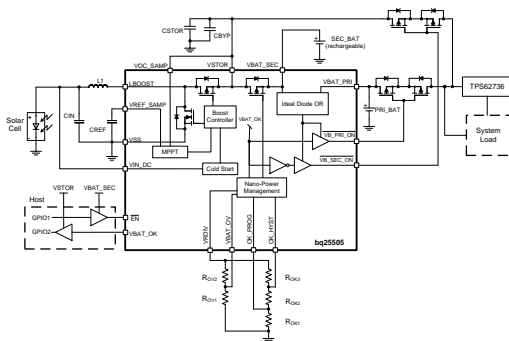 CSTOR
CBYP
SEC_BAT
(rechargeable)
VOC_SAMP
VSTOR
VBAT_SEC
L1
LBOOST
VBAT_PRI
TPS62736
Solar
Cell
CIN
CREF
VREF_SAMP
Boost
Controller
Ideal Diode OR
VBAT_OK
PRI_BAT
System
Load
VSS
MPPT
VB_PRI_ON
VB_SEC_ON
VIN_DC
Cold Start
Nano-Power
Management
Host
VSTOR
VBAT_SEC
GPIO1
EN
GPIO2
VBAT_OK
VRDIV
VBAT_OV
OK_PROG
OK_HYST
bq25505
ROV2
ROK3
ROV1
ROK2
ROK1